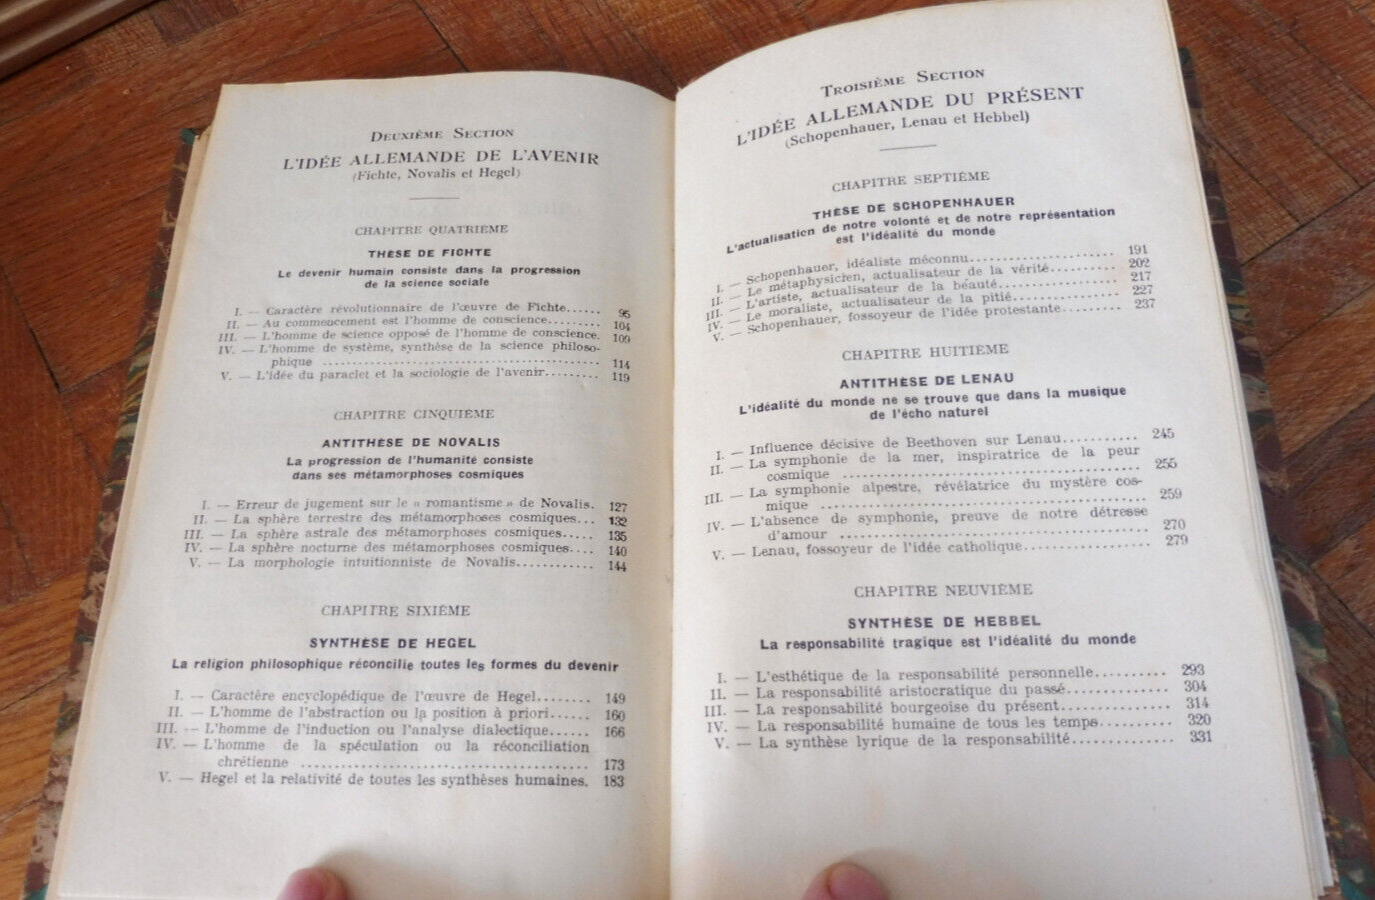 DEUXIÈME SECTION
L'IDÉE ALLEMANDE DE L'AVENIR
(Fichte, Novalis et Hegel)
CHAPITRE QUATRIÈME
THÈSE DE FICHTE
Le devenir humain consiste dans la progression
de la science sociale
I. — Caractère révolutionnaire de l'œuvre de Fichte...... 95
II. — Au commencement est l'homme de conscience......... 104
III. — L'homme de science opposé de l'homme de conscience. 109
IV. — L'homme de système, synthèse de la science philoso-
phique ........................................ 114
V. — L'idée du paraclet et la sociologie de l'avenir......... 119
CHAPITRE CINQUIÈME
ANTITHÈSE DE NOVALIS
La progression de l'humanité consiste
dans ses métamorphoses cosmiques
I. — Erreur de jugement sur le « romantisme » de Novalis. 127
II. — La sphère terrestre des métamorphoses cosmiques... 132
III. — La sphère astrale des métamorphoses cosmiques..... 135
IV. — La sphère nocturne des métamorphoses cosmiques.... 140
V. — La morphologie intuitionniste de Novalis............ 144
CHAPITRE SIXIÈME
SYNTHÈSE DE HEGEL
La religion philosophique réconcilie toutes les formes du devenir
I. — Caractère encyclopédique de l'œuvre de Hegel....... 149
II. — L'homme de l'abstraction ou la position à priori...... 160
III. — L'homme de l'induction ou l'analyse dialectique...... 166
IV. — L'homme de la spéculation ou la réconciliation
chrétienne ........................................ 173
V. — Hegel et la relativité de toutes les synthèses humaines. 183
TROISIÈME SECTION
L'IDÉE ALLEMANDE DU PRÉSENT
(Schopenhauer, Lenau et Hebbel)
CHAPITRE SEPTIÈME
THÈSE DE SCHOPENHAUER
L'actualisation de notre volonté et de notre représentation
est l'idéalité du monde
I. — Schopenhauer, idéaliste méconnu...................... 191
II. — Le métaphysicien, actualisateur de la vérité.......... 202
III. — L'artiste, actualisateur de la beauté.................. 217
IV. — Le moraliste, actualisateur de la pitié................ 227
V. — Schopenhauer, fossoyeur de l'idée protestante......... 237
CHAPITRE HUITIÈME
ANTITHÈSE DE LENAU
L'idéalité du monde ne se trouve que dans la musique
de l'écho naturel
I. — Influence décisive de Beethoven sur Lenau........... 245
II. — La symphonie de la mer, inspiratrice de la peur
cosmique ........................................ 255
III. — La symphonie alpestre, révélatrice du mystère cos-
mique ........................................ 259
IV. — L'absence de symphonie, preuve de notre détresse
d'amour ........................................ 270
V. — Lenau, fossoyeur de l'idée catholique................. 279
CHAPITRE NEUVIÈME
SYNTHÈSE DE HEBBEL
La responsabilité tragique est l'idéalité du monde
I. — L'esthétique de la responsabilité personnelle.......... 293
II. — La responsabilité aristocratique du passé.............. 304
III. — La responsabilité bourgeoise du présent............... 314
IV. — La responsabilité humaine de tous les temps.......... 320
V. — La synthèse lyrique de la responsabilité.............. 331